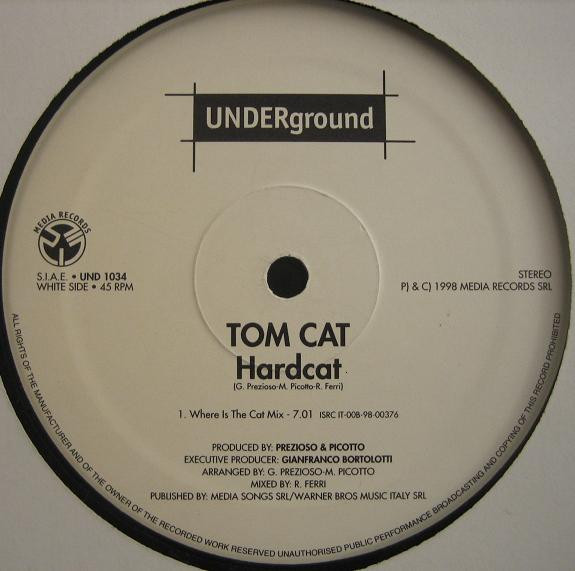 UNDERground
MEDIA RECORDS
S.I.A.E. • UND 1034
WHITE SIDE • 45 RPM
STEREO
P) & C) 1998 MEDIA RECORDS SRL
TOM CAT
Hardcat
(G. Prezioso-M. Picotto-R. Ferri)
1. Where Is The Cat Mix - 7.01 ISRC IT-00B-98-00376
PRODUCED BY: PREZIOSO & PICOTTO
EXECUTIVE PRODUCER: GIANFRANCO BORTOLOTTI
ARRANGED BY: G. PREZIOSO-M. PICOTTO
MIXED BY: R. FERRI
PUBLISHED BY: MEDIA SONGS SRL/WARNER BROS MUSIC ITALY SRL
ALL RIGHTS OF THE MANUFACTURER AND OF THE OWNER OF THE RECORDED WORK RESERVED UNAUTHORISED PUBLIC PERFORMANCE BROADCASTING AND COPYING OF THIS RECORD PROHIBITED